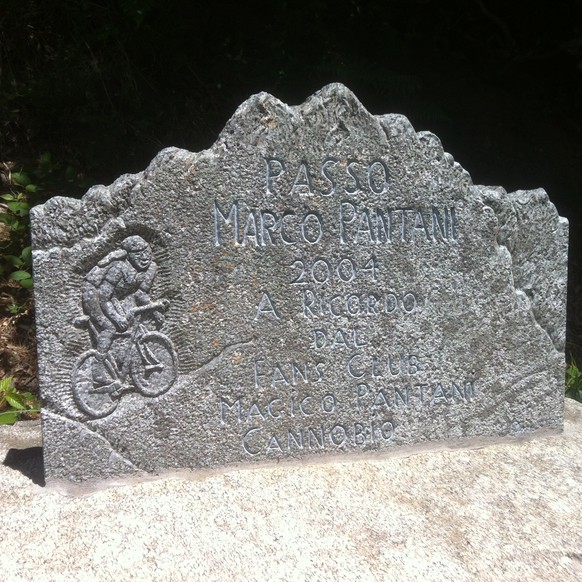 PASSO
MARCO PANTANI
2004
A RICORDO
DAL
FANS CLUB
MAGICO PANTANI
CANNOBIO